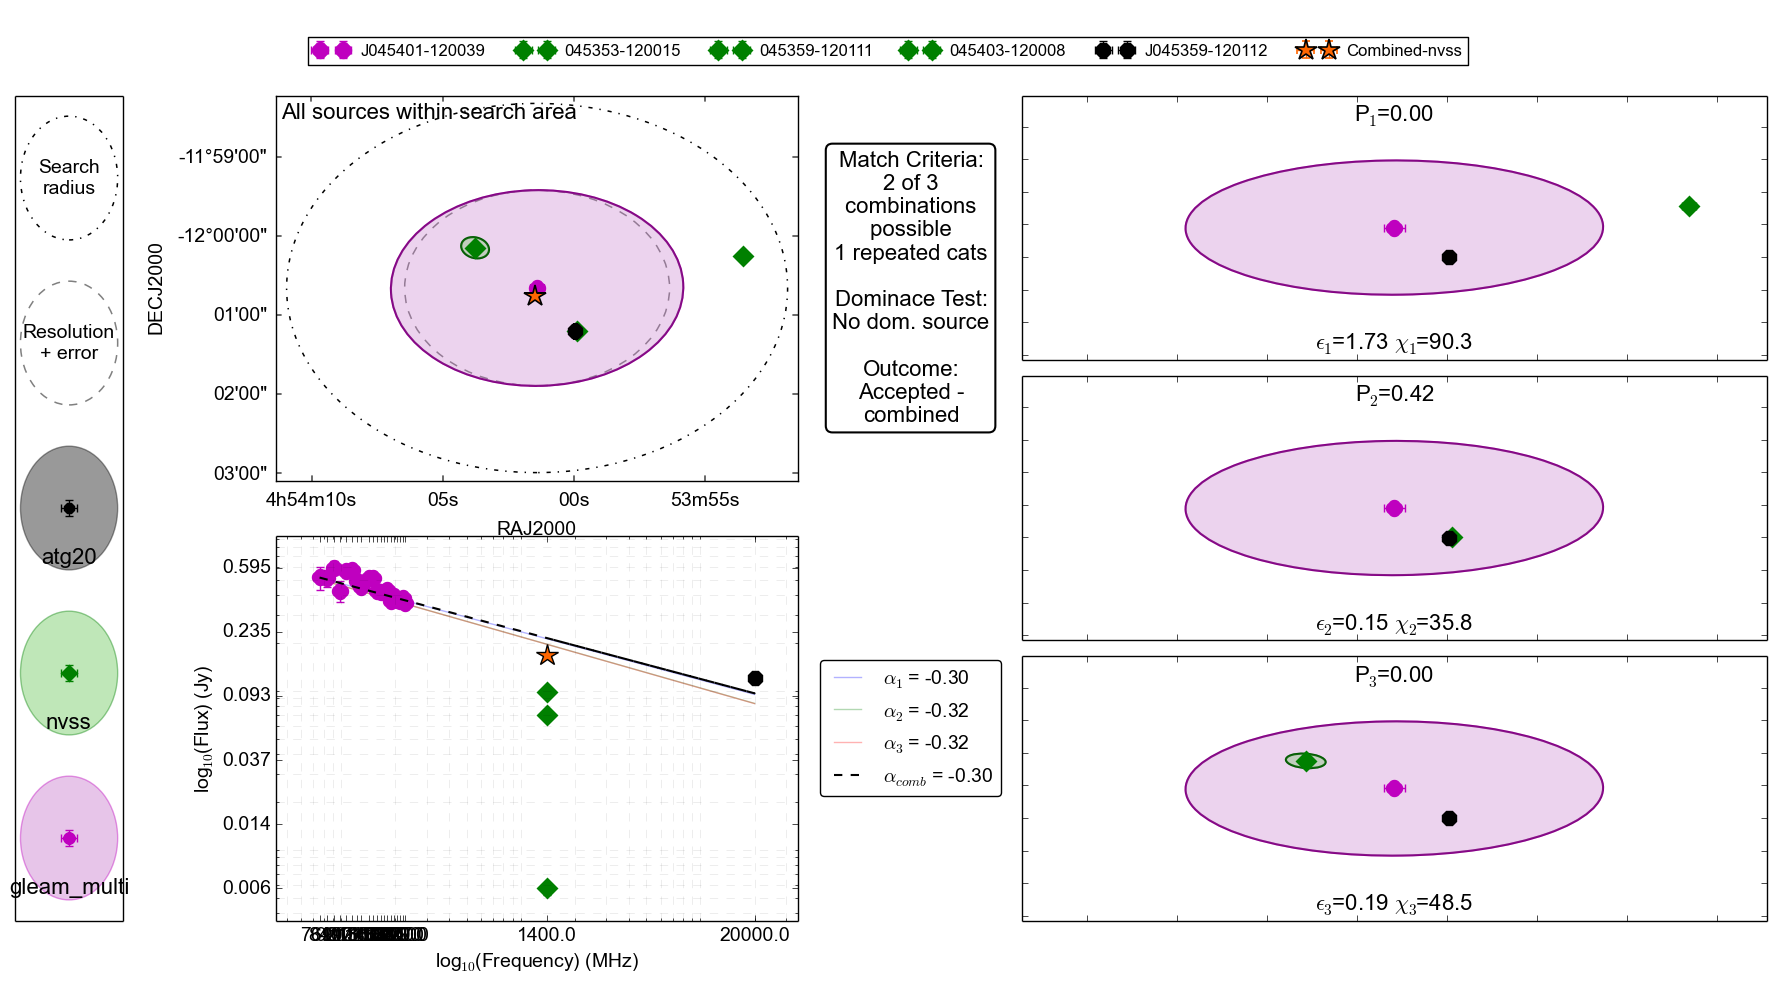 J045401-120039 045353-120015 045359-120111 045403-120008 J045359-120112 Combined-nvss
Search
radius
Resolution
+ error
atg20
nvss
gleam_multi
All sources within search area
DECJ2000
-11°59'00"
-12°00'00"
01'00"
02'00"
03'00"
4h54m10s 05s 00s 53m55s
RAJ2000
Match Criteria:
2 of 3
combinations
possible
1 repeated cats
Dominace Test:
No dom. source
Outcome:
Accepted -
combined
log10(Flux) (Jy)
0.595
0.235
0.093
0.037
0.014
0.006
1400.0 20000.0
log10(Frequency) (MHz)
α1 = -0.30
α2 = -0.32
α3 = -0.32
αcomb = -0.30
P1=0.00
ϵ1=1.73 χ1=90.3
P2=0.42
ϵ2=0.15 χ2=35.8
P3=0.00
ϵ3=0.19 χ3=48.5